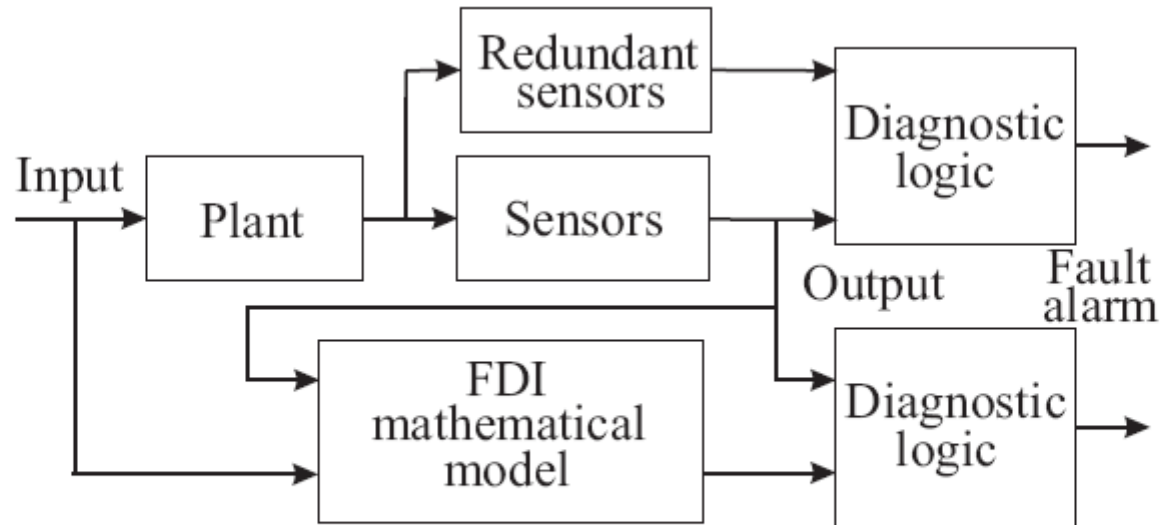 Redundant
sensors
Diagnostic
logic
Input
Plant
Sensors
Output
Fault
alarm
FDI
mathematical
model
Diagnostic
logic